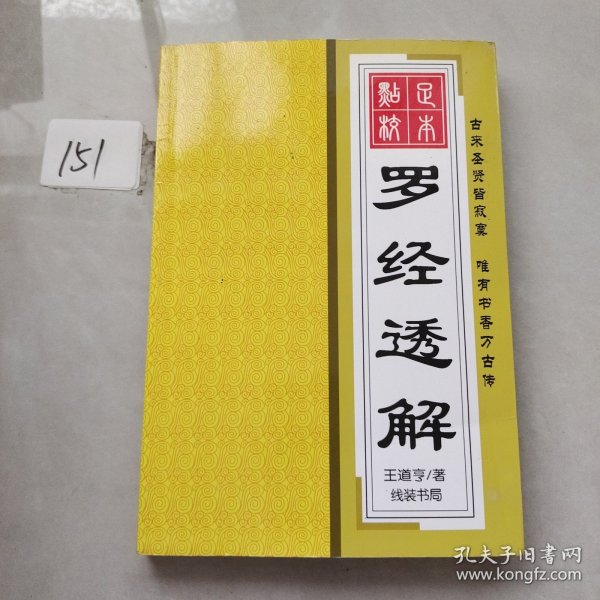 151
足本
點校
罗经透解
王道亨/著
线装书局
古来圣贤皆寂寞 唯有书香万古传
孔夫子旧书网
www.kongfz.com